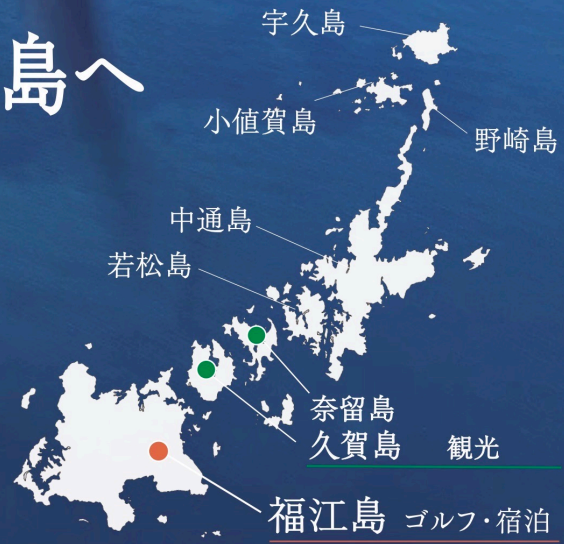 島へ
宇久島
小値賀島
野崎島
中通島
若松島
奈留島
久賀島 観光
福江島 ゴルフ・宿泊